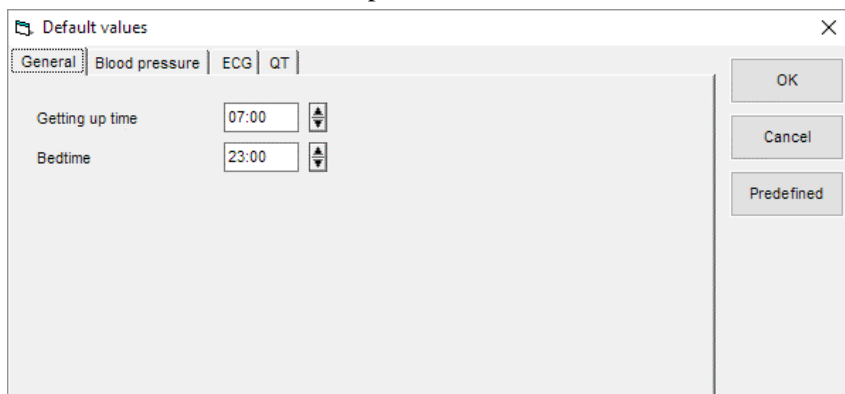 Default values
General Blood pressure ECG QT
OK
Getting up time 07:00
Cancel
Bedtime 23:00
Predefined